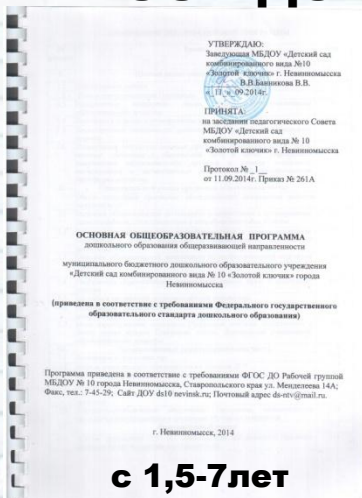 УТВЕРЖДАЮ:
Заведующая МБДОУ «Детский сад
комбинированного вида №10
«Золотой ключик» г. Невинномысска
В.В.Банникова В.В.
« 11 » 09.2014г.
ПРИНЯТА:
на заседании педагогического Совета
МБДОУ «Детский сад
комбинированного вида № 10
«Золотой ключик» г. Невинномысска
Протокол № _1__
от 11.09.2014г. Приказ № 261А
ОСНОВНАЯ ОБЩЕОБРАЗОВАТЕЛЬНАЯ ПРОГРАММА
дошкольного образования общеразвивающей направленности
муниципального бюджетного дошкольного образовательного учреждения
«Детский сад комбинированного вида № 10 «Золотой ключик» города
Невинномысска
(приведена в соответствие с требованиями Федерального государственного
образовательного стандарта дошкольного образования)
Программа приведена в соответствие с требованиями ФГОС ДО Рабочей группой
МБДОУ № 10 города Невинномысска, Ставропольского края ул. Менделеева 14А;
Факс, тел.: 7-45-29; Сайт ДОУ ds10 nevinsk.ru; Почтовый адрес ds-ntv@mail.ru.
г. Невинномысск, 2014
с 1,5-7лет